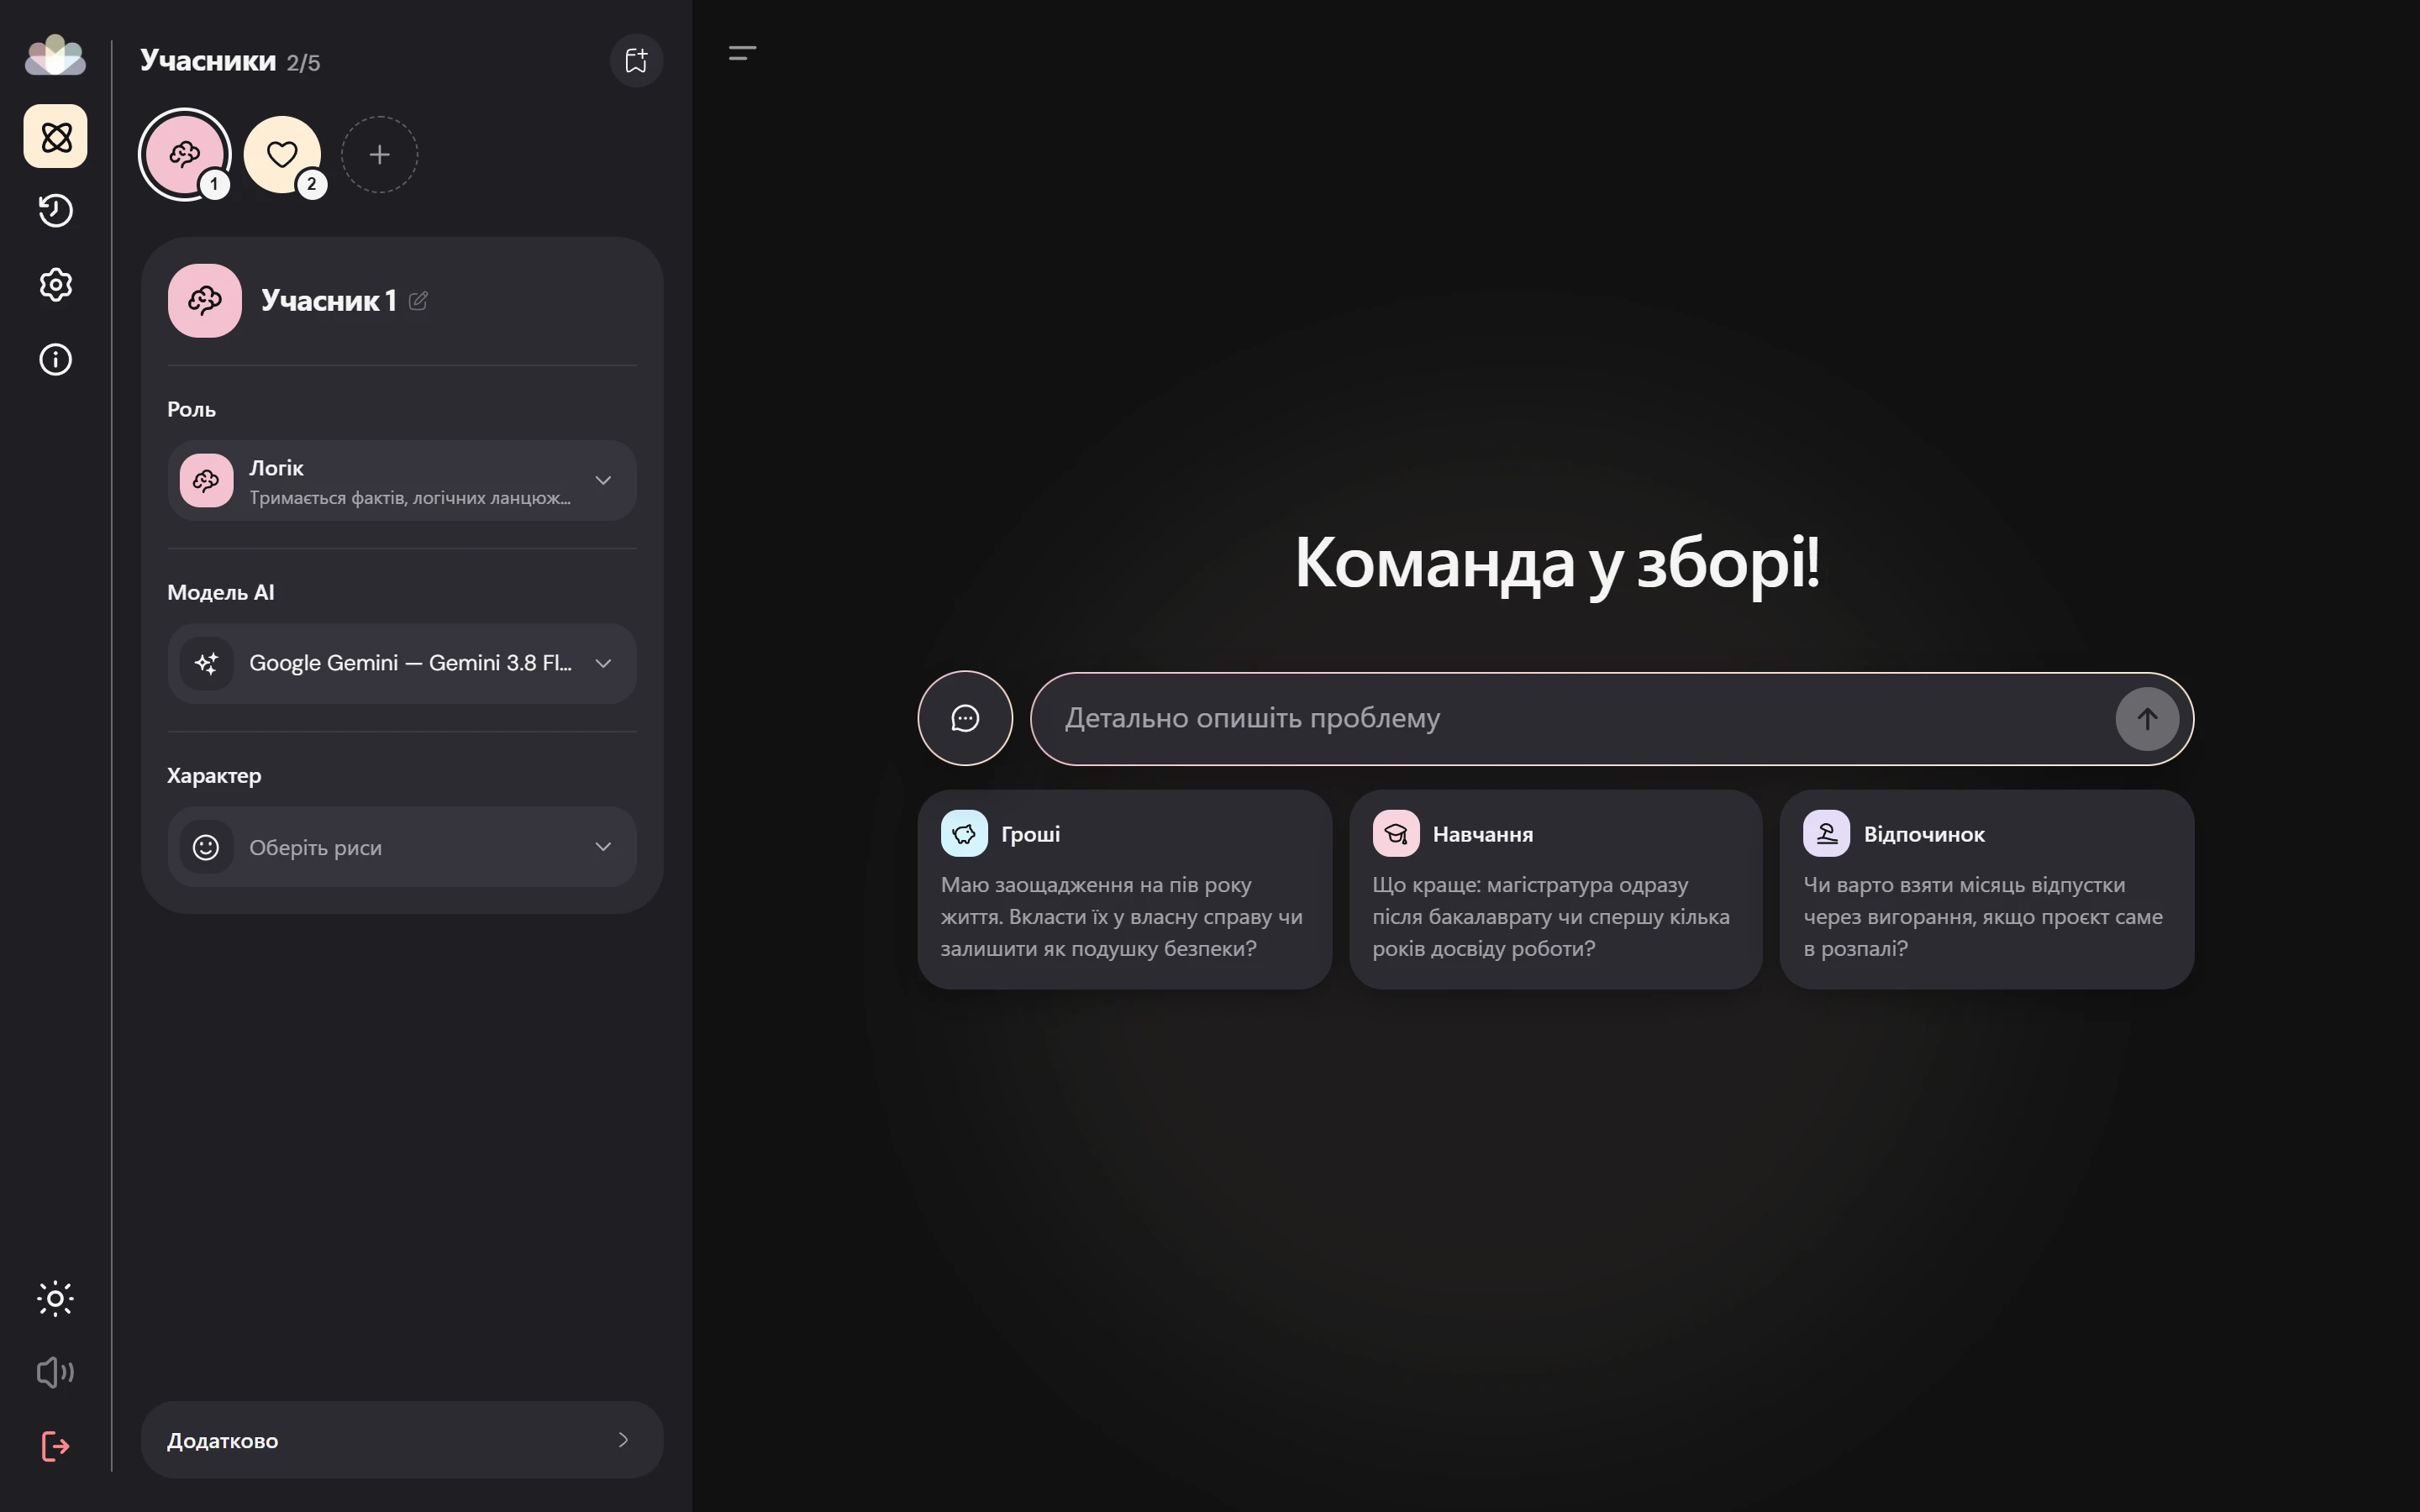 Учасники 2/5
1
2
Учасник 1
Роль
Логік
Тримається фактів, логічних ланцюж...
Модель AI
Google Gemini — Gemini 3.8 Fl...
Характер
Оберіть риси
Додатково
Команда у зборі!
Детально опишіть проблему
Гроші
Маю заощадження на пів року
життя. Вкласти їх у власну справу чи
залишити як подушку безпеки?
Навчання
Що краще: магістратура одразу
після бакалаврату чи спершу кілька
років досвіду роботи?
Відпочинок
Чи варто взяти місяць відпустки
через вигорання, якщо проєкт саме
в розпалі?